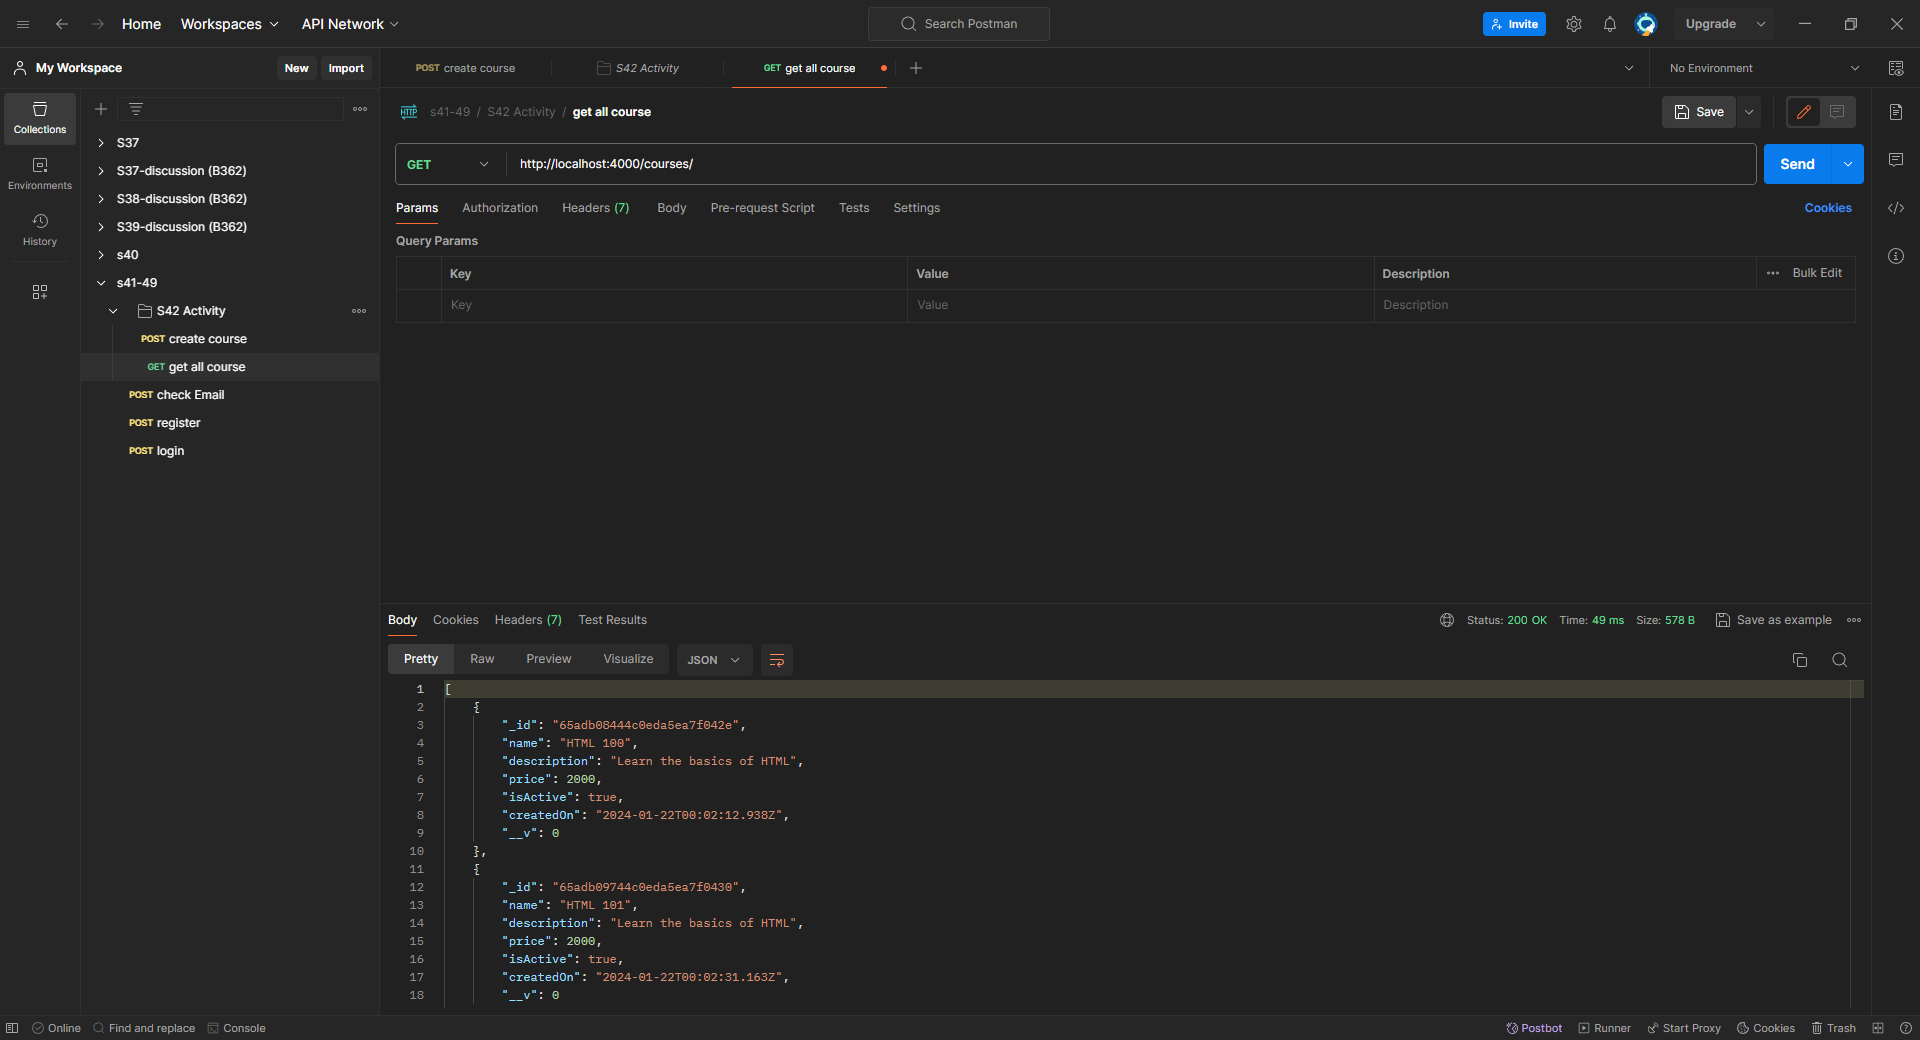 Home Workspaces API Network Search Postman Invite Upgrade
My Workspace New Import POST create course S42 Activity GET get all course No Environment
Collections
Environments
History
S37
S37-discussion (B362)
S38-discussion (B362)
S39-discussion (B362)
s40
s41-49
S42 Activity
POST create course
GET get all course
POST check Email
POST register
POST login
HTTP s41-49 / S42 Activity / get all course Save
GET http://localhost:4000/courses/ Send
Params Authorization Headers (7) Body Pre-request Script Tests Settings Cookies
Query Params
Key Value Description Bulk Edit
Key Value Description
Body Cookies Headers (7) Test Results Status: 200 OK Time: 49 ms Size: 578 B Save as example
Pretty Raw Preview Visualize JSON
1 [
2 {
3 "_id": "65adb08444c0eda5ea7f042e",
4 "name": "HTML 100",
5 "description": "Learn the basics of HTML",
6 "price": 2000,
7 "isActive": true,
8 "createdOn": "2024-01-22T00:02:12.938Z",
9 "__v": 0
10 },
11 {
12 "_id": "65adb09744c0eda5ea7f0430",
13 "name": "HTML 101",
14 "description": "Learn the basics of HTML",
15 "price": 2000,
16 "isActive": true,
17 "createdOn": "2024-01-22T00:02:31.163Z",
18 "__v": 0
Online Find and replace Console Postbot Runner Start Proxy Cookies Trash